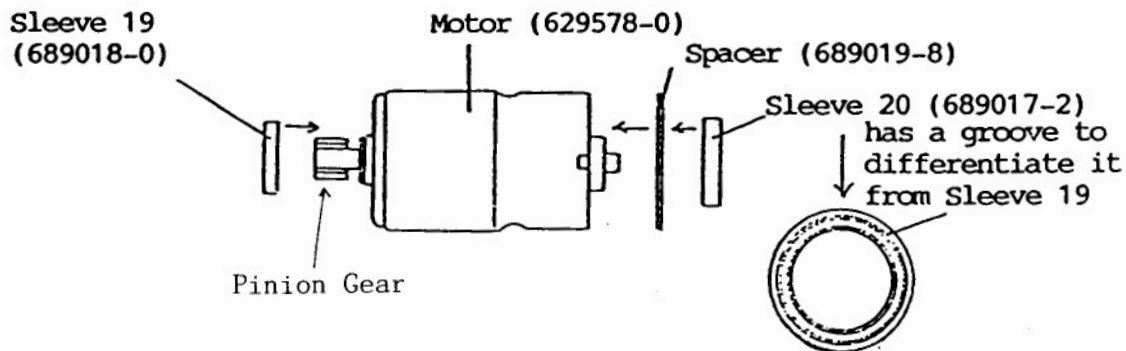 Sleeve 19
(689018-0)
Motor (629578-0)
Spacer (689019-8)
Sleeve 20 (689017-2)
has a groove to
differentiate it
from Sleeve 19
Pinion Gear